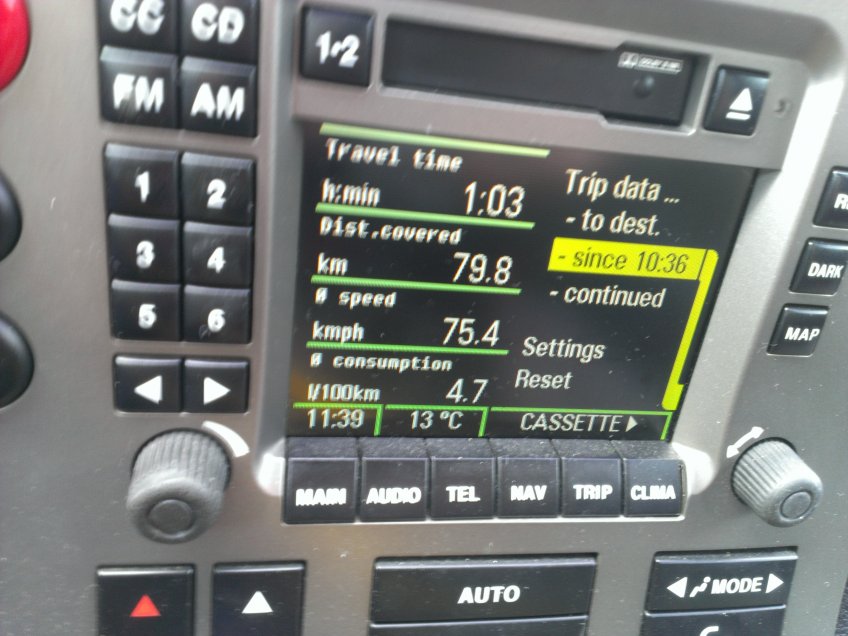 CC CD
1·2
FM AM
1 2
3 4
5 6
Travel time
h:min 1:03
Dist.covered
km 79.8
Ø speed
kmph 75.4
Ø consumption
l/100km 4.7
Trip data ...
- to dest.
- since 10:36
- continued
Settings
Reset
11:39 13 ºC CASSETTE
MAIN AUDIO TEL NAV TRIP CLIMA
DARK
MAP
AUTO
MODE